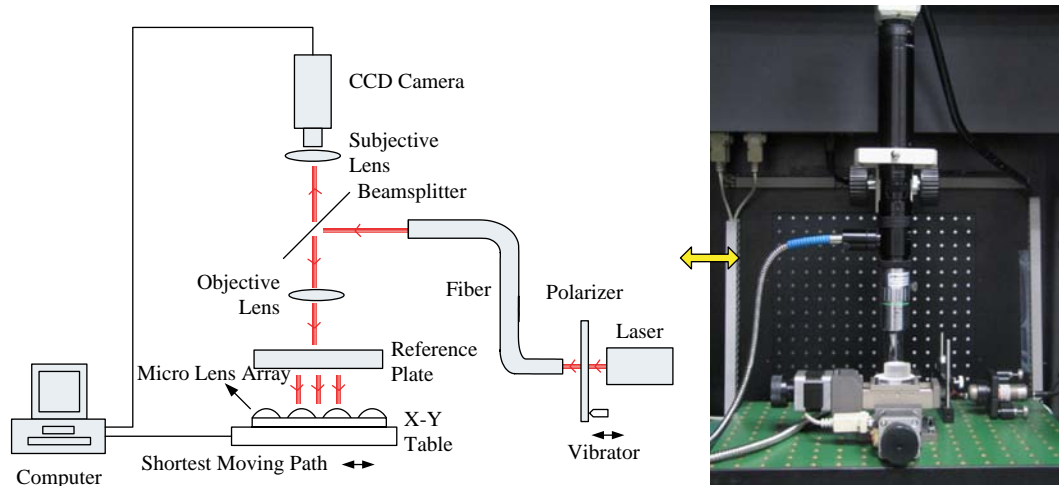 CCD Camera
Subjective
Lens
Beamsplitter
Objective
Lens
Fiber
Polarizer
Laser
Reference
Plate
Micro Lens Array
X-Y
Table
Vibrator
Shortest Moving Path
Computer